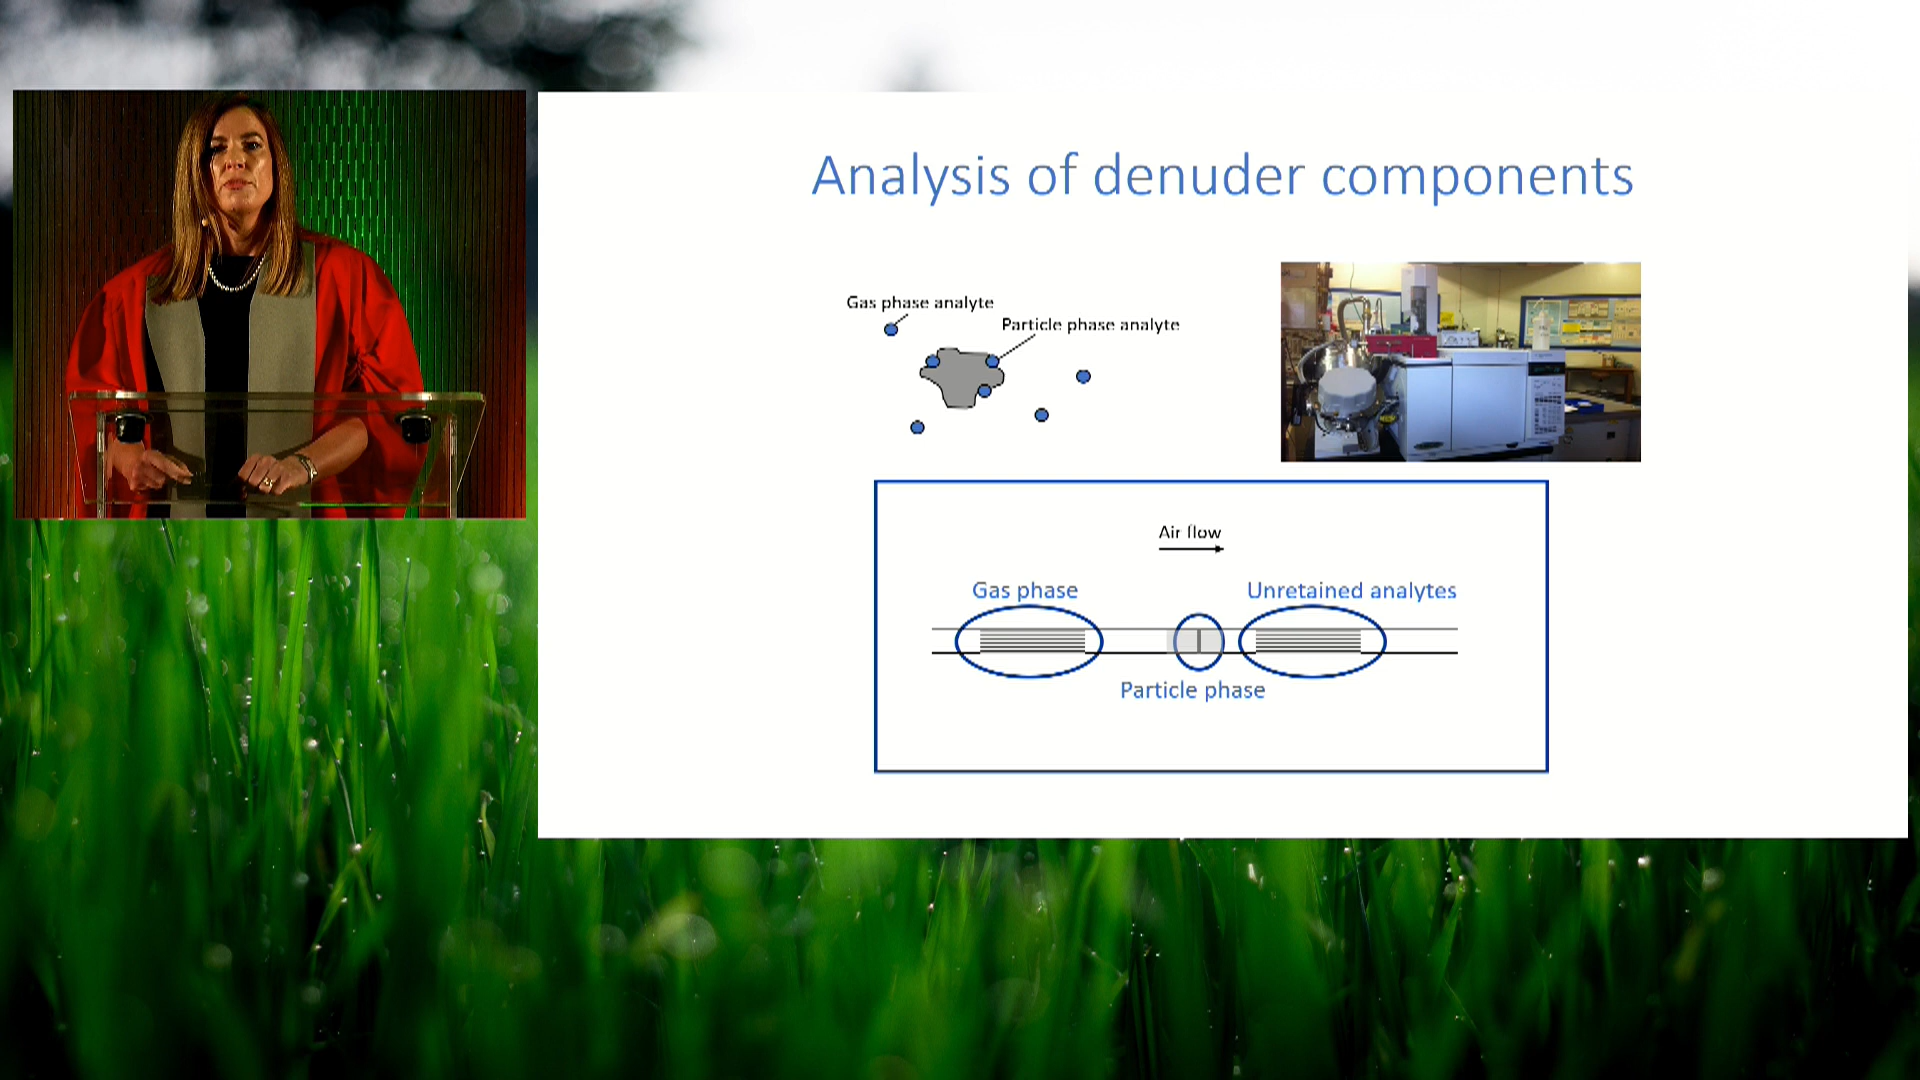 Analysis of denuder components
Gas phase analyte
Particle phase analyte
Air flow
Gas phase
Unretained analytes
Particle phase